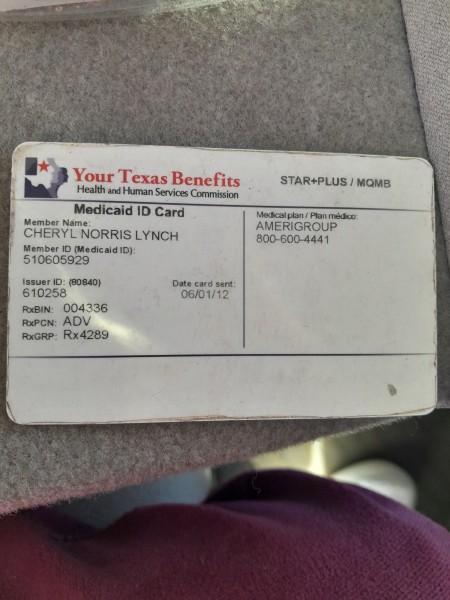 Your Texas Benefits
Health and Human Services Commission
STAR+PLUS / MQMB
Medicaid ID Card
Member Name:
CHERYL NORRIS LYNCH
Member ID (Medicaid ID):
510605929
Issuer ID: (80840)
610258
Date card sent:
06/01/12
RxBIN: 004336
RxPCN: ADV
RxGRP: Rx4289
Medical plan / Plan médico:
AMERIGROUP
800-600-4441